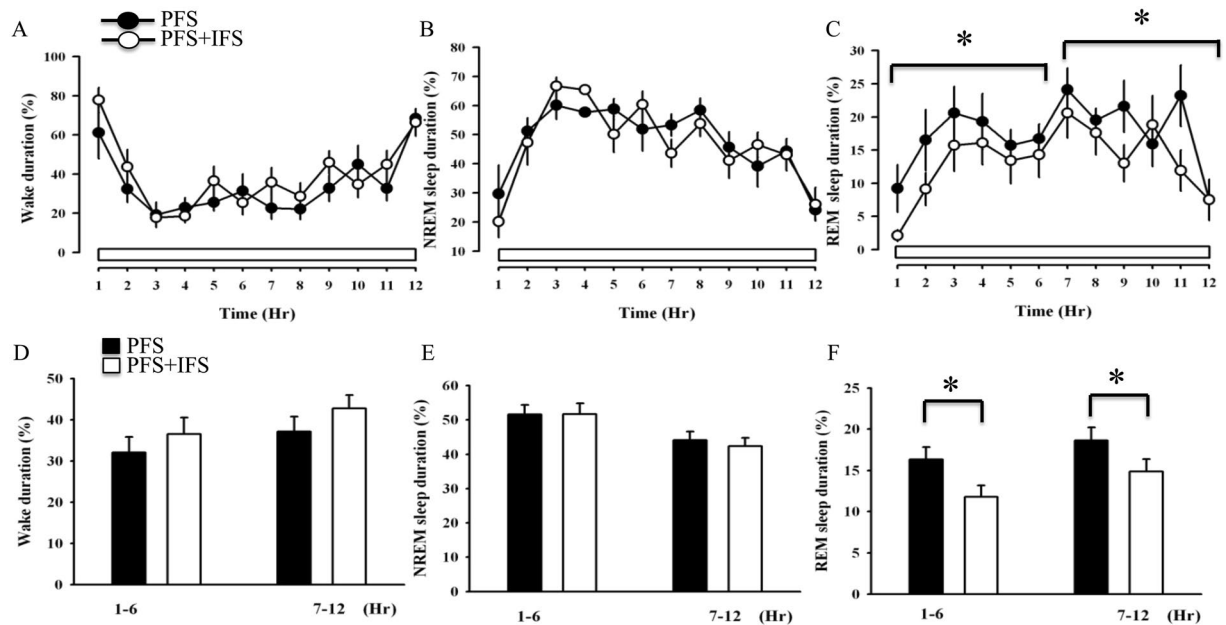 A
PFS
PFS+IFS
Wake duration (%)
100
80
60
40
20
0
1 2 3 4 5 6 7 8 9 10 11 12
Time (Hr)
B
NREM sleep duration (%)
80
70
60
50
40
30
20
10
1 2 3 4 5 6 7 8 9 10 11 12
Time (Hr)
C
* *
REM sleep duration (%)
30
25
20
15
10
5
0
1 2 3 4 5 6 7 8 9 10 11 12
Time (Hr)
D
PFS
PFS+IFS
Wake duration (%)
50
40
30
20
10
0
1-6 7-12 (Hr)
E
NREM sleep duration (%)
60
50
40
30
20
10
0
1-6 7-12 (Hr)
F
* *
REM sleep duration (%)
25
20
15
10
5
0
1-6 7-12 (Hr)